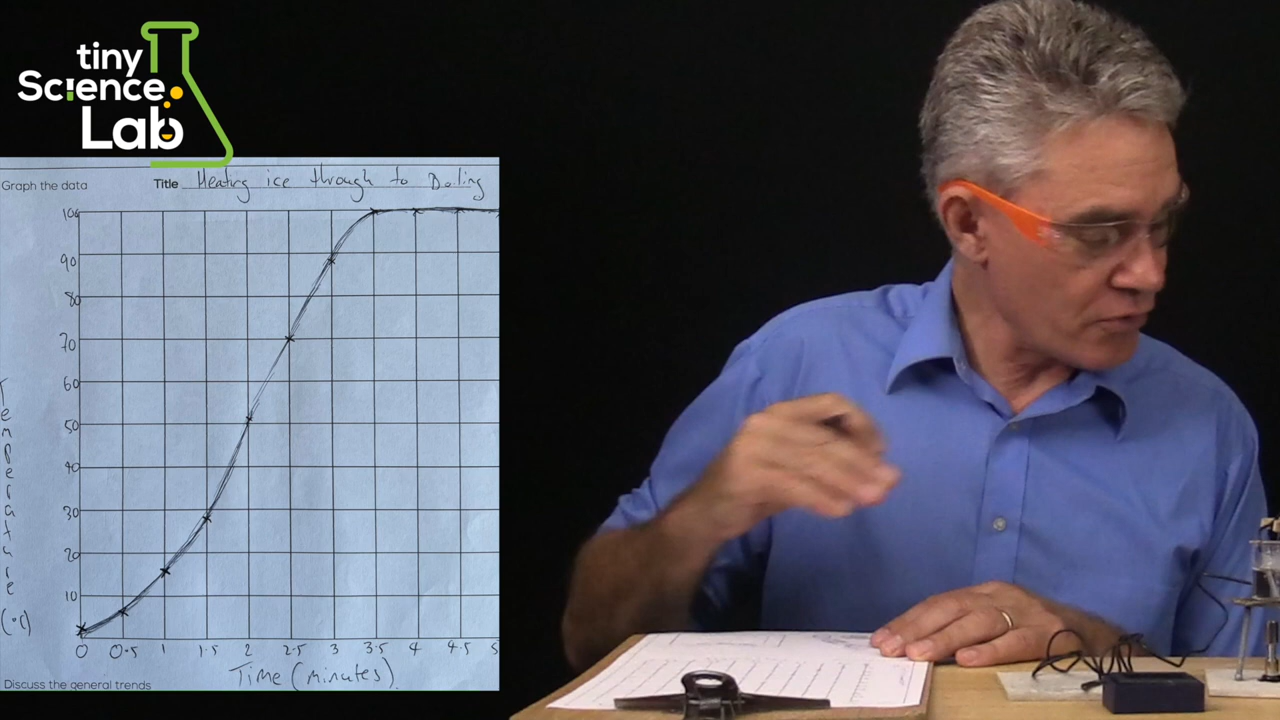 tiny
Science
Lab
Graph the data
Title Heating ice through to Boiling
100
90
80
70
60
50
40
30
20
10
Temperature
(°C)
0 0.5 1 1.5 2 2.5 3 3.5 4 4.5 5
Time (minutes).
Discuss the general trends